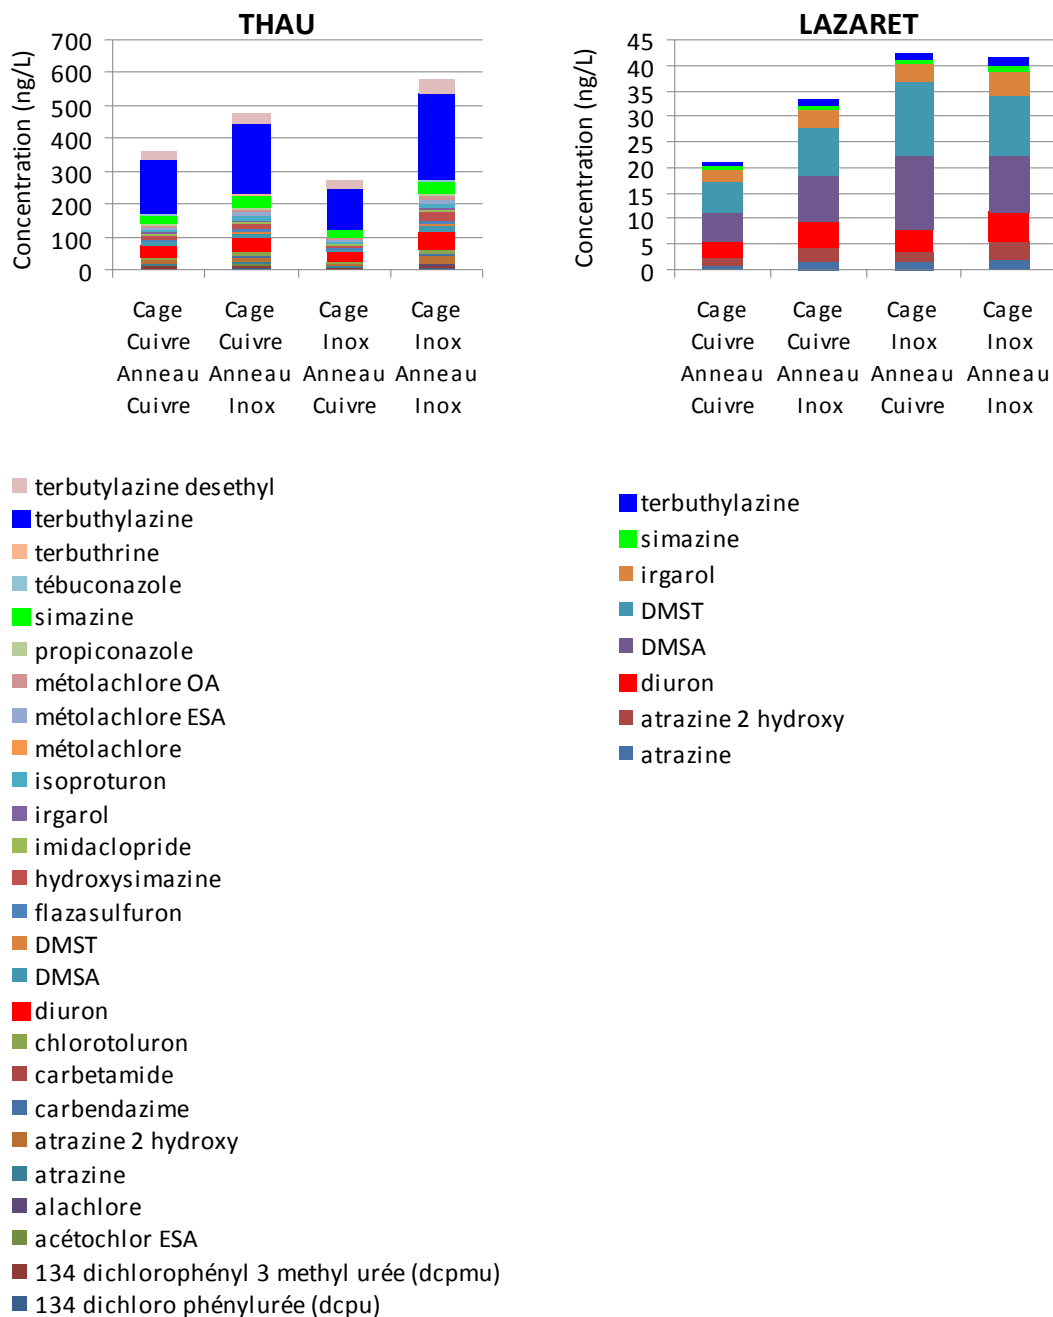 THAU
Concentration (ng/L)
700
600
500
400
300
200
100
0
Cage Cage Cage Cage
Cuivre Cuivre Inox Inox
Anneau Anneau Anneau Anneau
Cuivre Inox Cuivre Inox
terbutylazine desethyl
terbuthylazine
terbuthrine
tébuconazole
simazine
propiconazole
métolachlore OA
métolachlore ESA
métolachlore
isoproturon
irgarol
imidaclopride
hydroxysimazine
flazasulfuron
DMST
DMSA
diuron
chlorotoluron
carbetamide
carbendazime
atrazine 2 hydroxy
atrazine
alachlore
acétochlor ESA
134 dichlorophényl 3 methyl urée (dcpmu)
134 dichloro phénylurée (dcpu)
LAZARET
Concentration (ng/L)
45
40
35
30
25
20
15
10
5
0
Cage Cage Cage Cage
Cuivre Cuivre Inox Inox
Anneau Anneau Anneau Anneau
Cuivre Inox Cuivre Inox
terbuthylazine
simazine
irgarol
DMST
DMSA
diuron
atrazine 2 hydroxy
atrazine